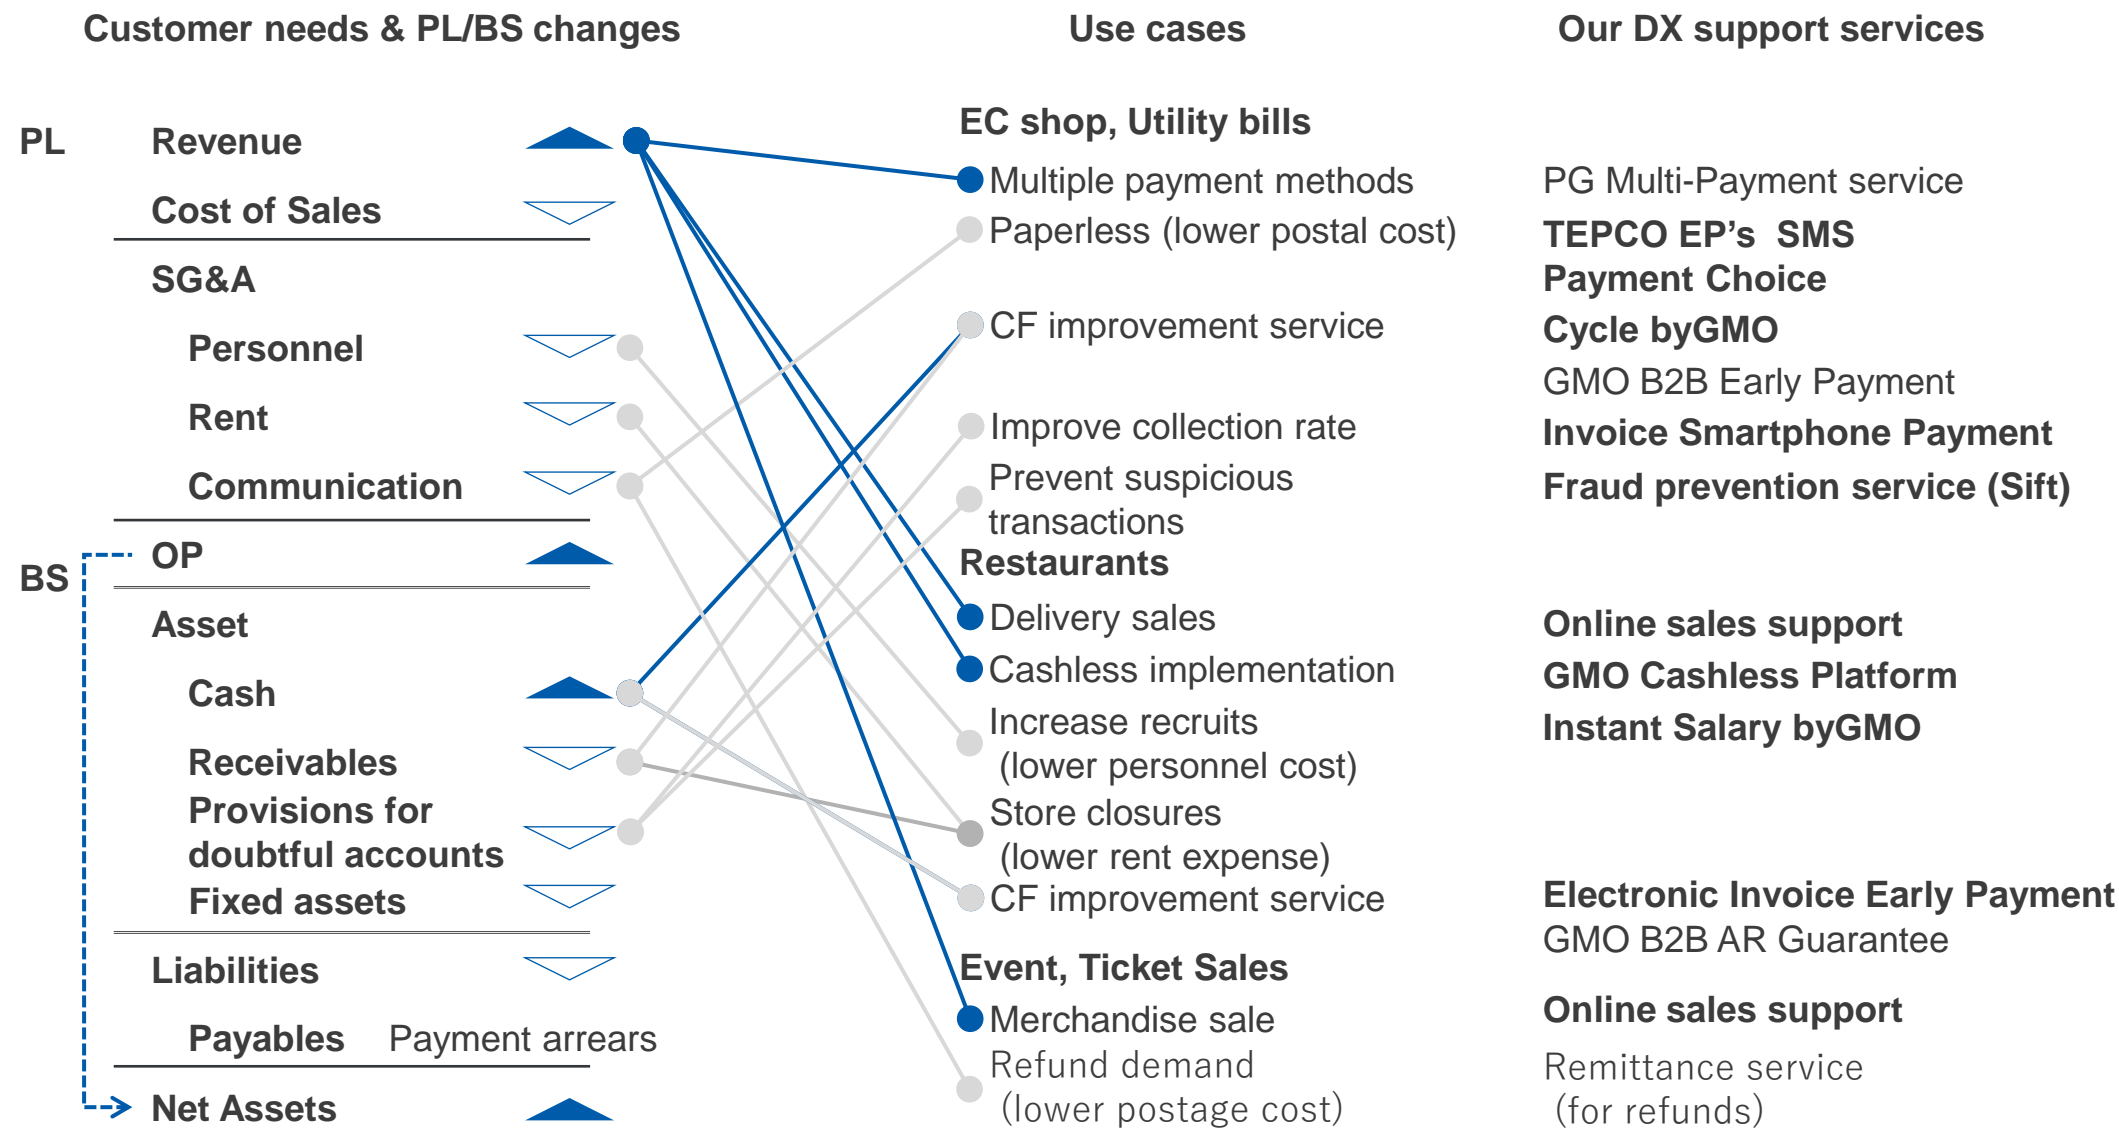 Customer needs & PL/BS changes
Use cases
Our DX support services
PL
Revenue
Cost of Sales
SG&A
Personnel
Rent
Communication
BS
OP
Asset
Cash
Receivables
Provisions for
doubtful accounts
Fixed assets
Liabilities
Payables Payment arrears
Net Assets
EC shop, Utility bills
Multiple payment methods
Paperless (lower postal cost)
CF improvement service
Improve collection rate
Prevent suspicious
transactions
Restaurants
Delivery sales
Cashless implementation
Increase recruits
(lower personnel cost)
Store closures
(lower rent expense)
CF improvement service
Event, Ticket Sales
Merchandise sale
Refund demand
(lower postage cost)
PG Multi-Payment service
TEPCO EP’s SMS
Payment Choice
Cycle byGMO
GMO B2B Early Payment
Invoice Smartphone Payment
Fraud prevention service (Sift)
Online sales support
GMO Cashless Platform
Instant Salary byGMO
Electronic Invoice Early Payment
GMO B2B AR Guarantee
Online sales support
Remittance service
(for refunds)